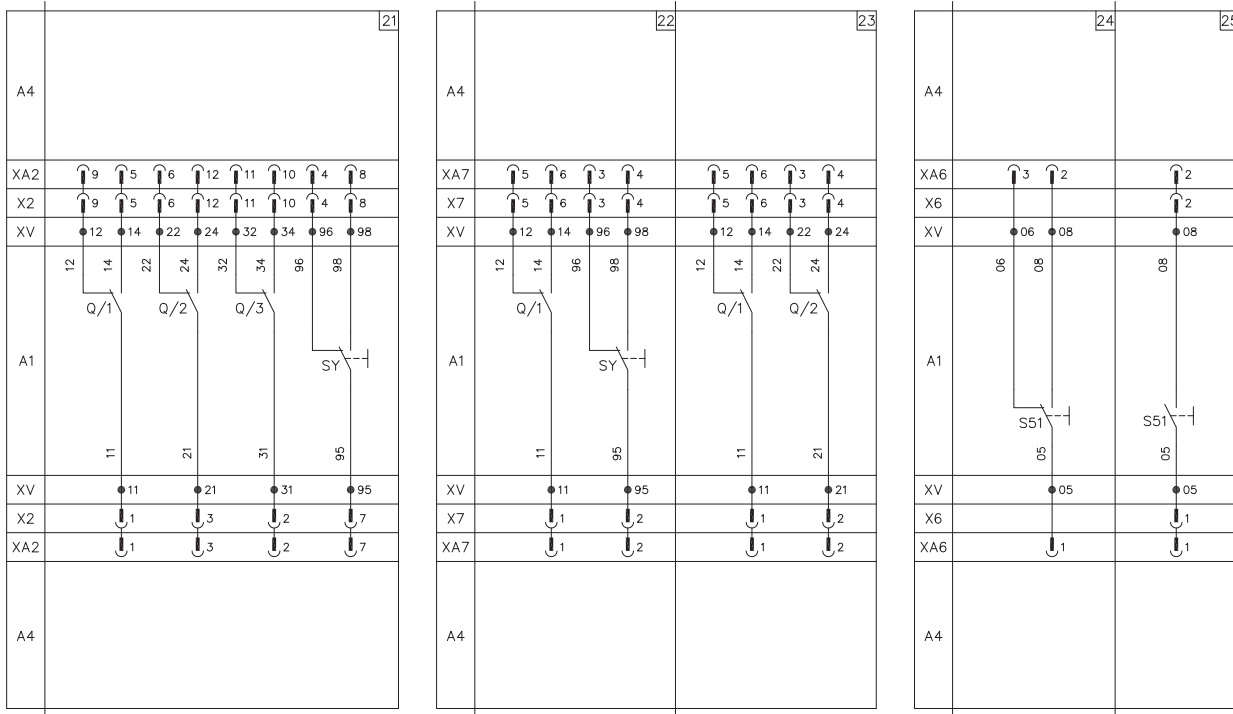 21 22 23 24 25
A4 A4 A4
XA2 9 5 6 12 11 10 4 8 XA7 5 6 3 4 5 6 3 4 XA6 3 2 2
X2 9 5 6 12 11 10 4 8 X7 5 6 3 4 5 6 3 4 X6 2
XV 12 14 22 24 32 34 96 98 XV 12 14 96 98 12 14 22 24 XV 06 08 08
12 14 22 24 32 34 96 98 12 14 96 98 12 14 22 24 06 08 08
Q/1 Q/2 Q/3 Q/1 Q/1 Q/2
A1 SY A1 SY A1
S51 S51
11 21 31 95 11 95 11 21 05 05
XV 11 21 31 95 XV 11 95 11 21 XV 05 05
X2 1 3 2 7 X7 1 2 1 2 X6 1
XA2 1 3 2 7 XA7 1 2 1 2 XA6 1 1
A4 A4 A4